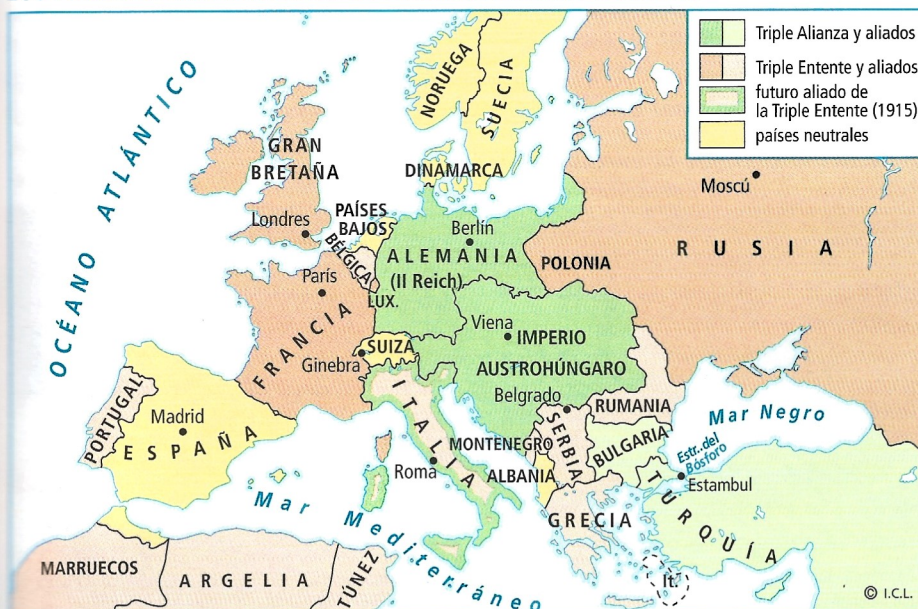 Triple Alianza y aliados
Triple Entente y aliados
futuro aliado de
la Triple Entente (1915)
países neutrales
OCÉANO ATLÁNTICO
NORUEGA
SUECIA
GRAN
BRETAÑA
DINAMARCA
Moscú
Londres
PAÍSES
BAJOS
Berlín
RUSIA
BÉLGICA
ALEMANIA
(II Reich)
POLONIA
París
LUX.
FRANCIA
Viena
IMPERIO
AUSTROHÚNGARO
SUIZA
Ginebra
Belgrado
RUMANIA
Mar Negro
PORTUGAL
Madrid
ESPAÑA
ITALIA
MONTENEGRO
SERBIA
BULGARIA
Estr. del
Bósforo
Roma
ALBANIA
Estambul
TURQUÍA
Mar Mediterráneo
GRECIA
MARRUECOS
ARGELIA
TÚNEZ
It.
© I.C.L.